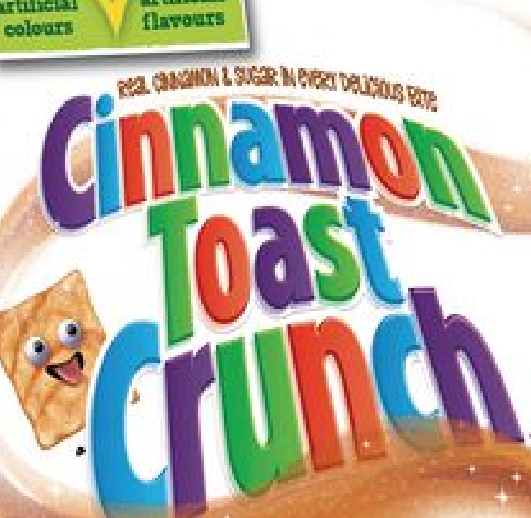 artificial
colours
flavours
REAL CINNAMON & SUGAR IN EVERY DELICIOUS BITE
Cinnamon
Toast
Crunch